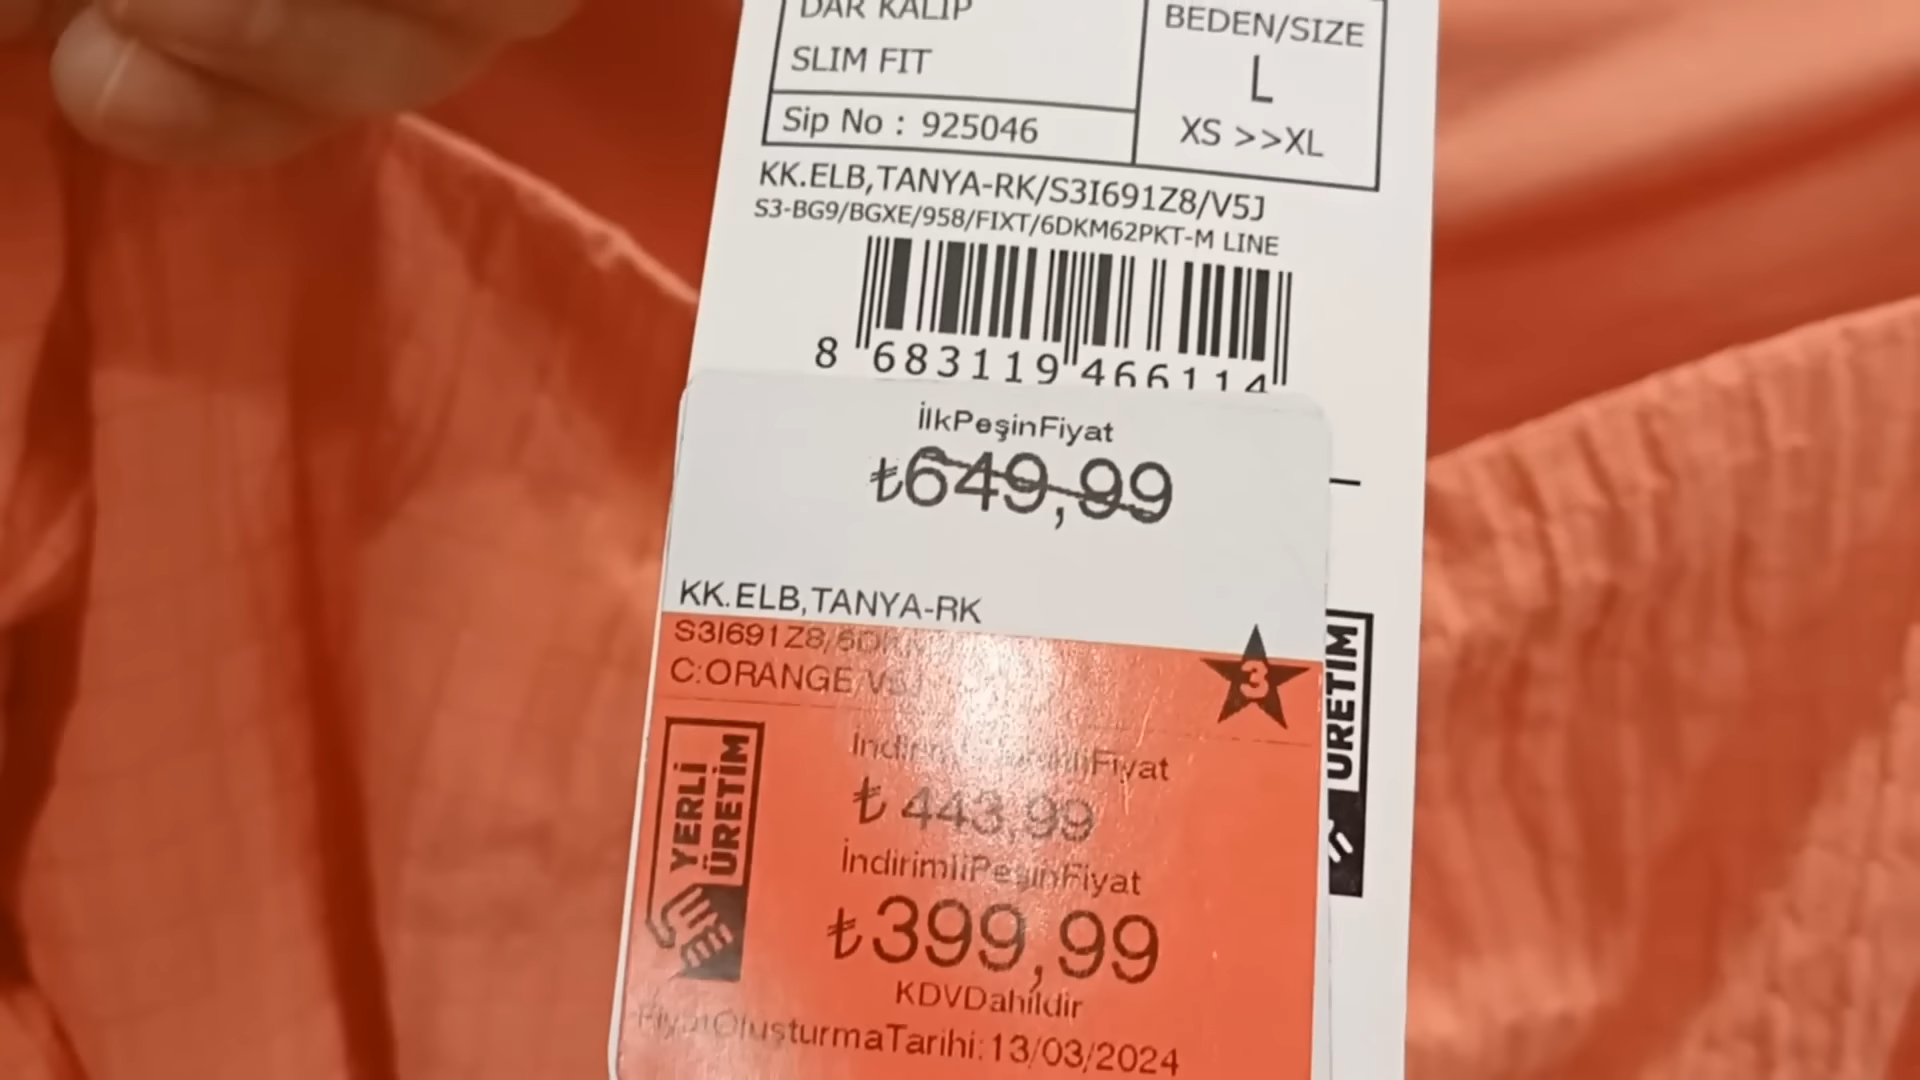 DAR KALIP
SLIM FIT
Sip No : 925046
BEDEN/SIZE
L
XS >>XL
KK.ELB,TANYA-RK/S3I691Z8/V5J
S3-BG9/BGXE/958/FIXT/6DKM62PKT-M LINE
8 683119 466114
İlkPeşinFiyat
₺649,99
KK.ELB,TANYA-RK
S3I691Z8/6DKM
C:ORANGE/V5J
3
YERLİ
ÜRETİM
ÜRETİM
₺ 443,99
İndirimliPeşinFiyat
₺399,99
KDVDahildir
FiyatOluşturmaTarihi:13/03/2024